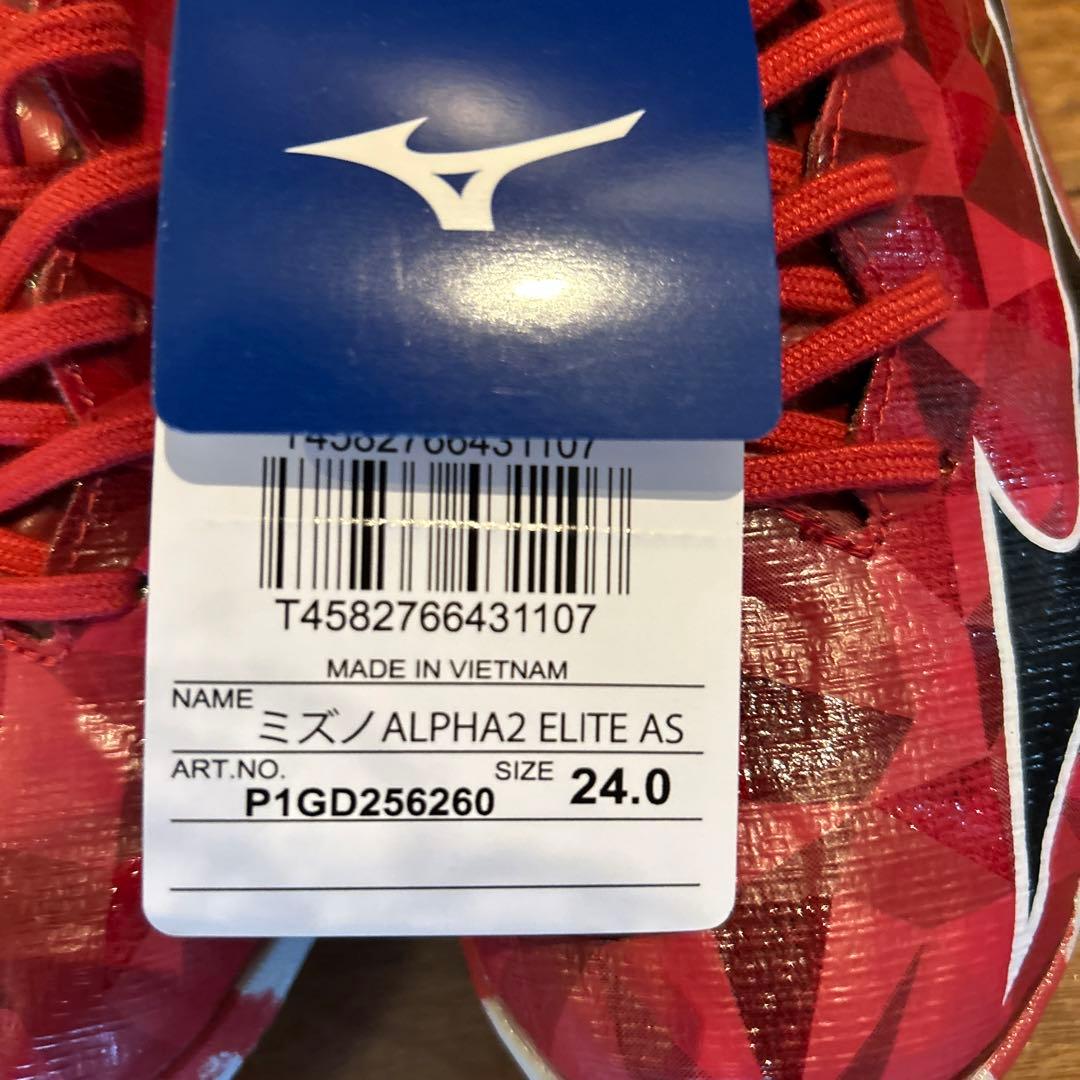 T4582766431107
T4582766431107
MADE IN VIETNAM
NAME
ミズノALPHA2 ELITE AS
ART.NO. SIZE 24.0
P1GD256260